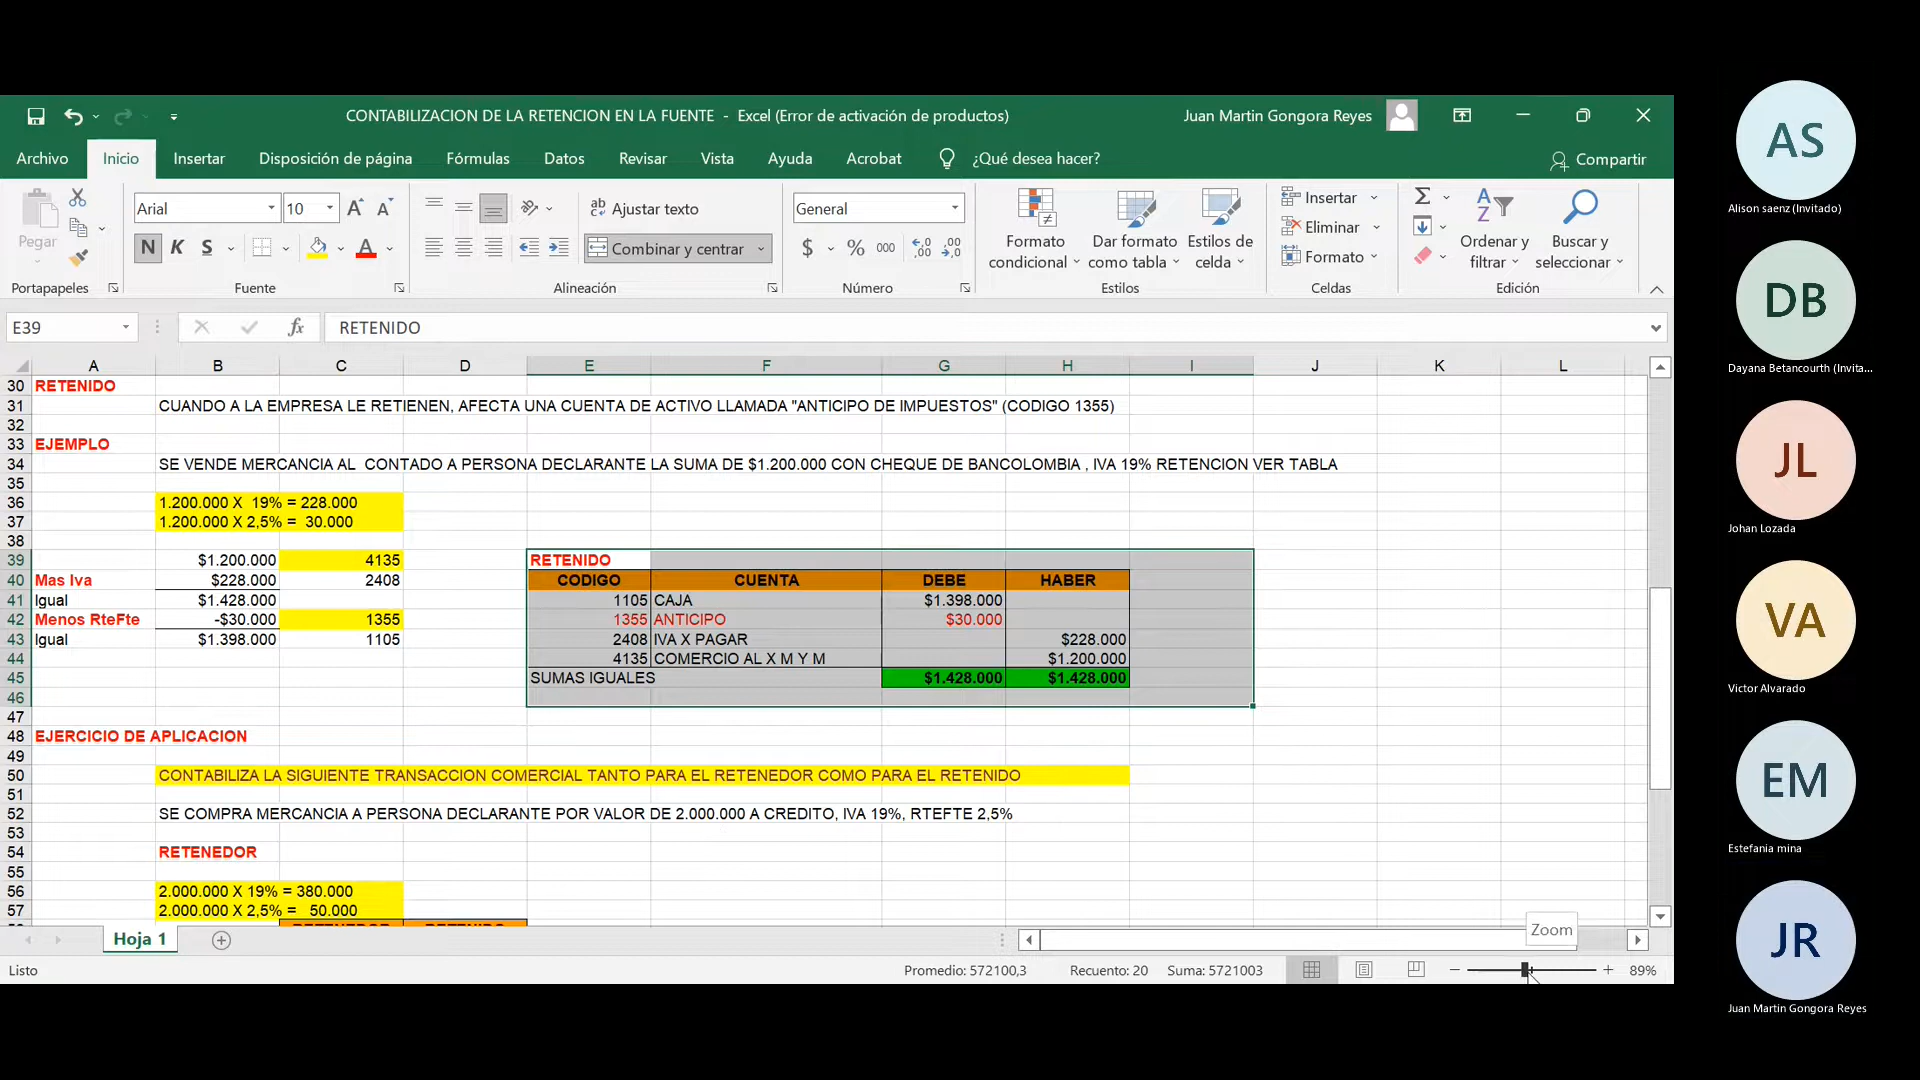 CONTABILIZACION DE LA RETENCION EN LA FUENTE - Excel (Error de activación de productos)
Juan Martin Gongora Reyes
Archivo Inicio Insertar Disposición de página Fórmulas Datos Revisar Vista Ayuda Acrobat ¿Qué desea hacer? Compartir
Pegar
Arial 10
N K S
Ajustar texto
Combinar y centrar
General
$ % 000
Formato condicional
Dar formato como tabla
Estilos de celda
Insertar
Eliminar
Formato
Ordenar y filtrar
Buscar y seleccionar
Portapapeles Fuente Alineación Número Estilos Celdas Edición
E39 fx RETENIDO
A B C D E F G H I J K L
30 RETENIDO
31 CUANDO A LA EMPRESA LE RETIENEN, AFECTA UNA CUENTA DE ACTIVO LLAMADA "ANTICIPO DE IMPUESTOS" (CODIGO 1355)
32
33 EJEMPLO
34 SE VENDE MERCANCIA AL CONTADO A PERSONA DECLARANTE LA SUMA DE $1.200.000 CON CHEQUE DE BANCOLOMBIA , IVA 19% RETENCION VER TABLA
35
36 1.200.000 X 19% = 228.000
37 1.200.000 X 2,5% = 30.000
38
39 $1.200.000 4135 RETENIDO
40 Mas Iva $228.000 2408 CODIGO CUENTA DEBE HABER
41 Igual $1.428.000 1105 CAJA $1.398.000
42 Menos RteFte -$30.000 1355 1355 ANTICIPO $30.000
43 Igual $1.398.000 1105 2408 IVA X PAGAR $228.000
44 4135 COMERCIO AL X M Y M $1.200.000
45 SUMAS IGUALES $1.428.000 $1.428.000
46
47
48 EJERCICIO DE APLICACION
49
50 CONTABILIZA LA SIGUIENTE TRANSACCION COMERCIAL TANTO PARA EL RETENEDOR COMO PARA EL RETENIDO
51
52 SE COMPRA MERCANCIA A PERSONA DECLARANTE POR VALOR DE 2.000.000 A CREDITO, IVA 19%, RTEFTE 2,5%
53
54 RETENEDOR
55
56 2.000.000 X 19% = 380.000
57 2.000.000 X 2,5% = 50.000
Hoja 1
Zoom
Listo Promedio: 572100,3 Recuento: 20 Suma: 5721003 89%
AS
Alison saenz (Invitado)
DB
Dayana Betancourth (Invita...
JL
Johan Lozada
VA
Victor Alvarado
EM
Estefania mina
JR
Juan Martin Gongora Reyes